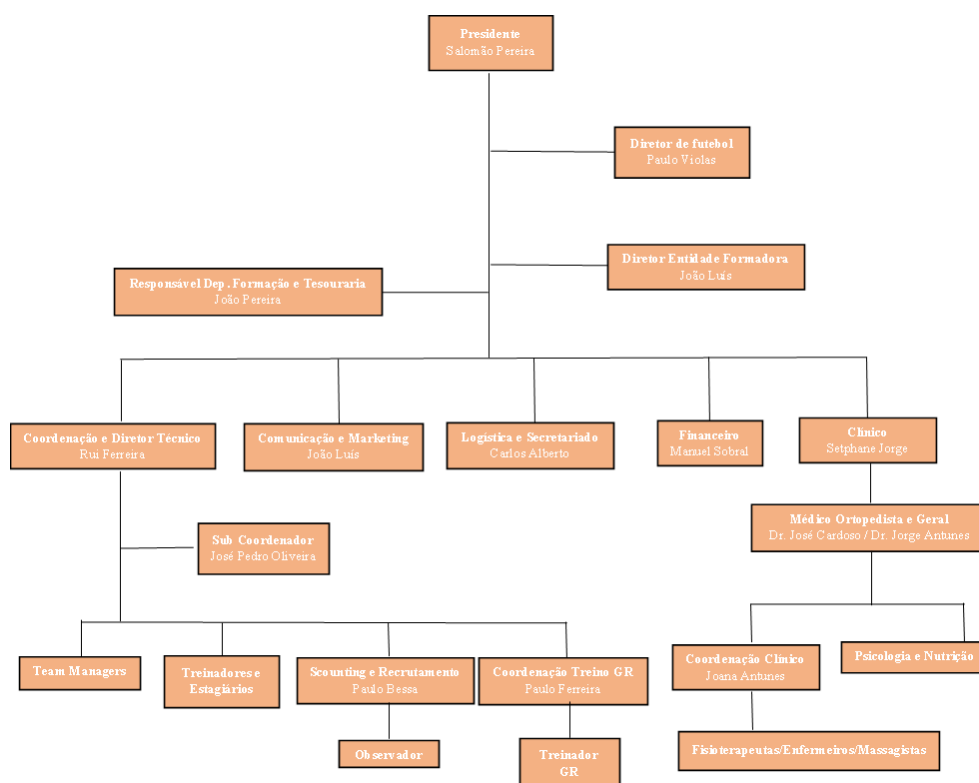 Presidente
Salomão Pereira
Diretor de futebol
Paulo Violas
Diretor Entidade Formadora
João Luís
Responsável Dep. Formação e Tesouraria
João Pereira
Coordenação e Diretor Técnico
Rui Ferreira
Comunicação e Marketing
João Luís
Logística e Secretariado
Carlos Alberto
Financeiro
Manuel Sobral
Clínico
Setphane Jorge
Médico Ortopedista e Geral
Dr. José Cardoso / Dr. Jorge Antunes
Sub Coordenador
José Pedro Oliveira
Team Managers
Treinadores e
Estagiários
Scounting e Recrutamento
Paulo Bessa
Coordenação Treino GR
Paulo Ferreira
Coordenação Clínico
Joana Antunes
Psicologia e Nutrição
Observador
Treinador
GR
Fisioterapeutas/Enfermeiros/Massagistas